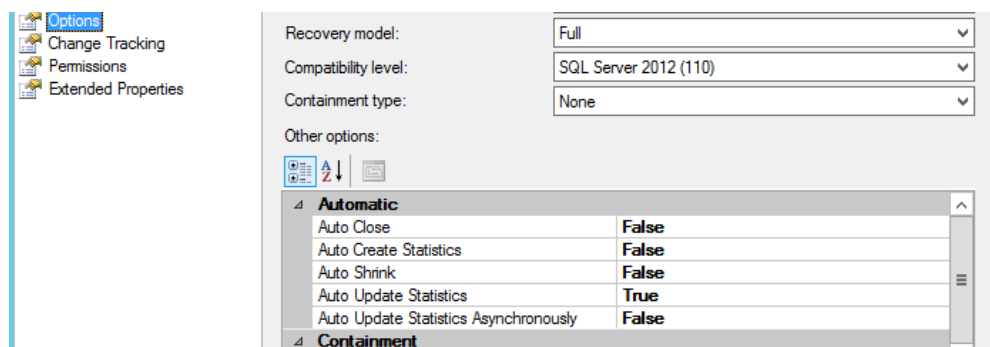 Options
Change Tracking
Permissions
Extended Properties
Recovery model: Full
Compatibility level: SQL Server 2012 (110)
Containment type: None
Other options:
Automatic
Auto Close False
Auto Create Statistics False
Auto Shrink False
Auto Update Statistics True
Auto Update Statistics Asynchronously False
Containment